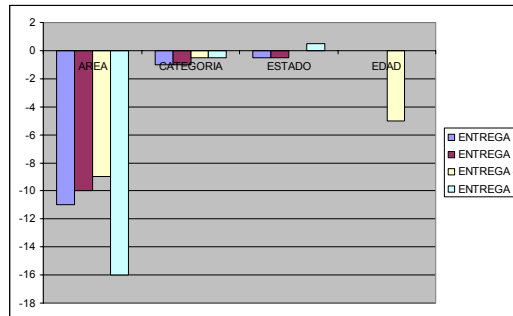 2
0
-2
-4
-6
-8
-10
-12
-14
-16
-18
AREA CATEGORIA ESTADO EDAD
ENTREGA
ENTREGA
ENTREGA
ENTREGA